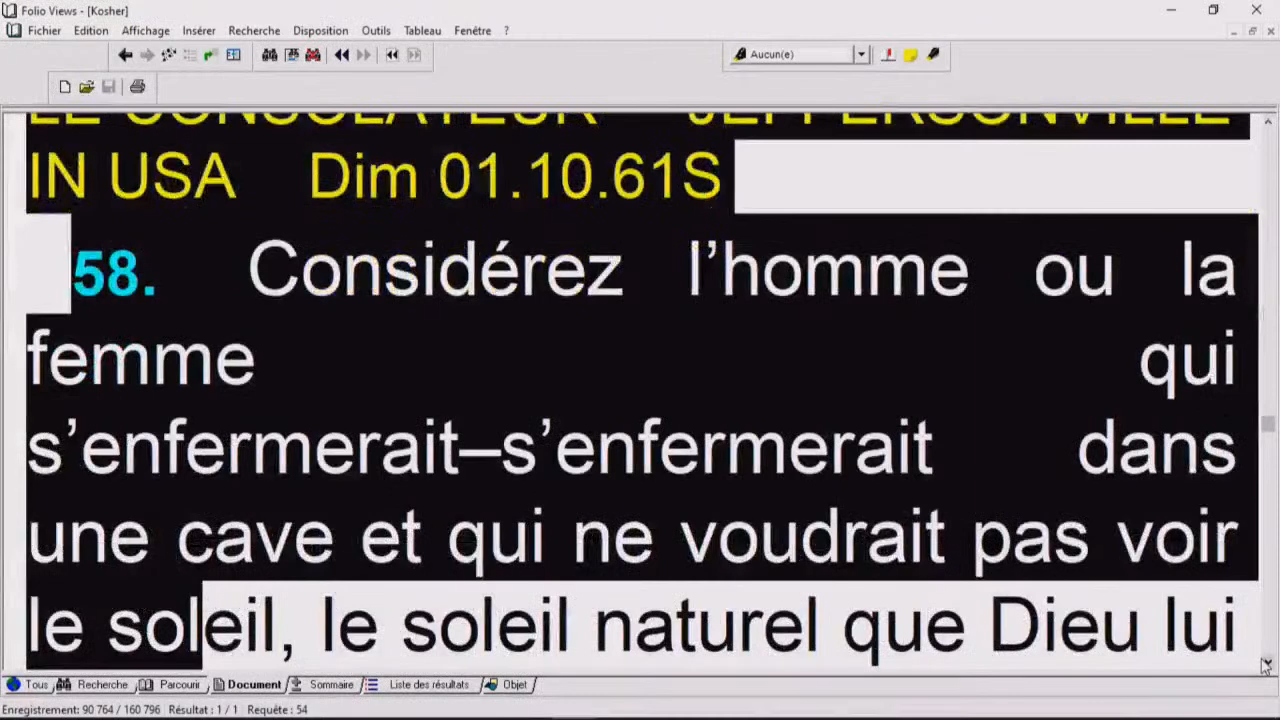 Folio Views - [Kosher]
Fichier Edition Affichage Insérer Recherche Disposition Outils Tableau Fenêtre ?
Aucun(e)
LE CONSOLATEUR JEFFERSONVILLE
IN USA Dim 01.10.61S
58. Considérez l’homme ou la
femme qui
s’enfermerait–s’enfermerait dans
une cave et qui ne voudrait pas voir
le soleil, le soleil naturel que Dieu lui
Tous Recherche Parcourir Document Sommaire Liste des résultats Objet
Enregistrement: 90 764 / 160 796 Résultat : 1 / 1 Requête : 54